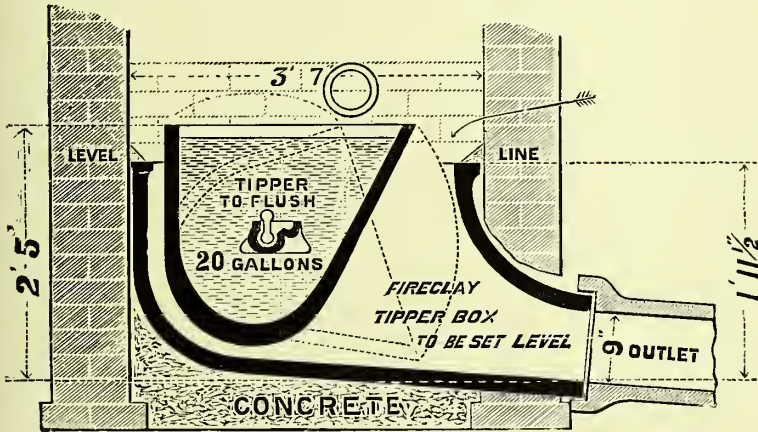 3' 7
LEVEL
LINE
TIPPER
TO FLUSH
20 GALLONS
2' 5"
1' 11½"
FIRECLAY
TIPPER BOX
TO BE SET LEVEL
9" OUTLET
CONCRETE